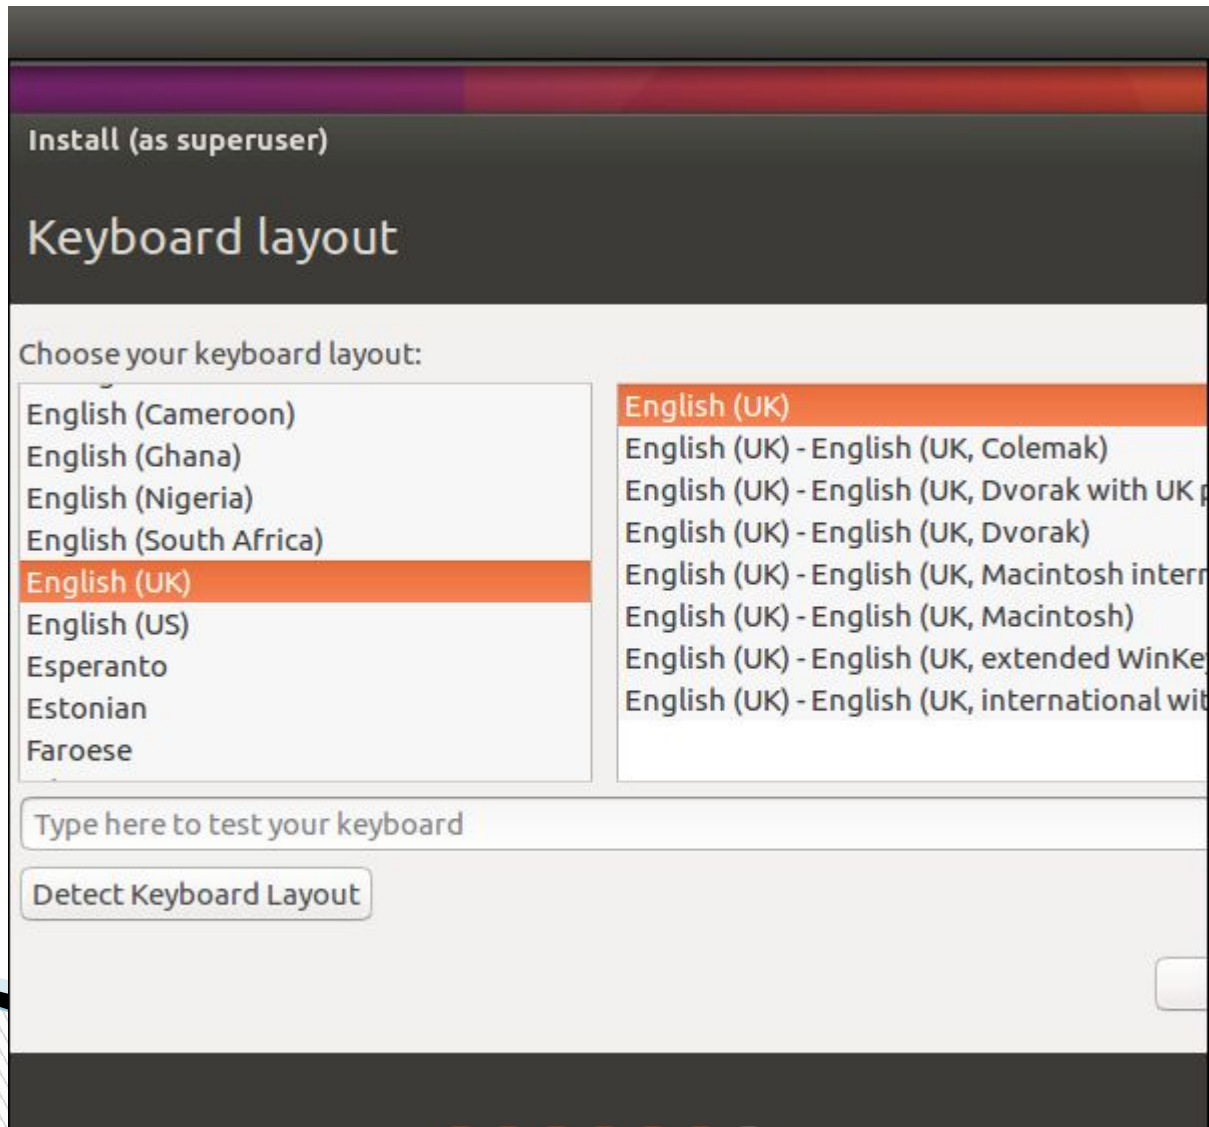 Install (as superuser)
Keyboard layout
Choose your keyboard layout:
English (Cameroon)
English (Ghana)
English (Nigeria)
English (South Africa)
English (UK)
English (US)
Esperanto
Estonian
Faroese
English (UK)
English (UK) - English (UK, Colemak)
English (UK) - English (UK, Dvorak with UK
English (UK) - English (UK, Dvorak)
English (UK) - English (UK, Macintosh
English (UK) - English (UK, Macintosh)
English (UK) - English (UK, extended
English (UK) - English (UK, international
Type here to test your keyboard
Detect Keyboard Layout